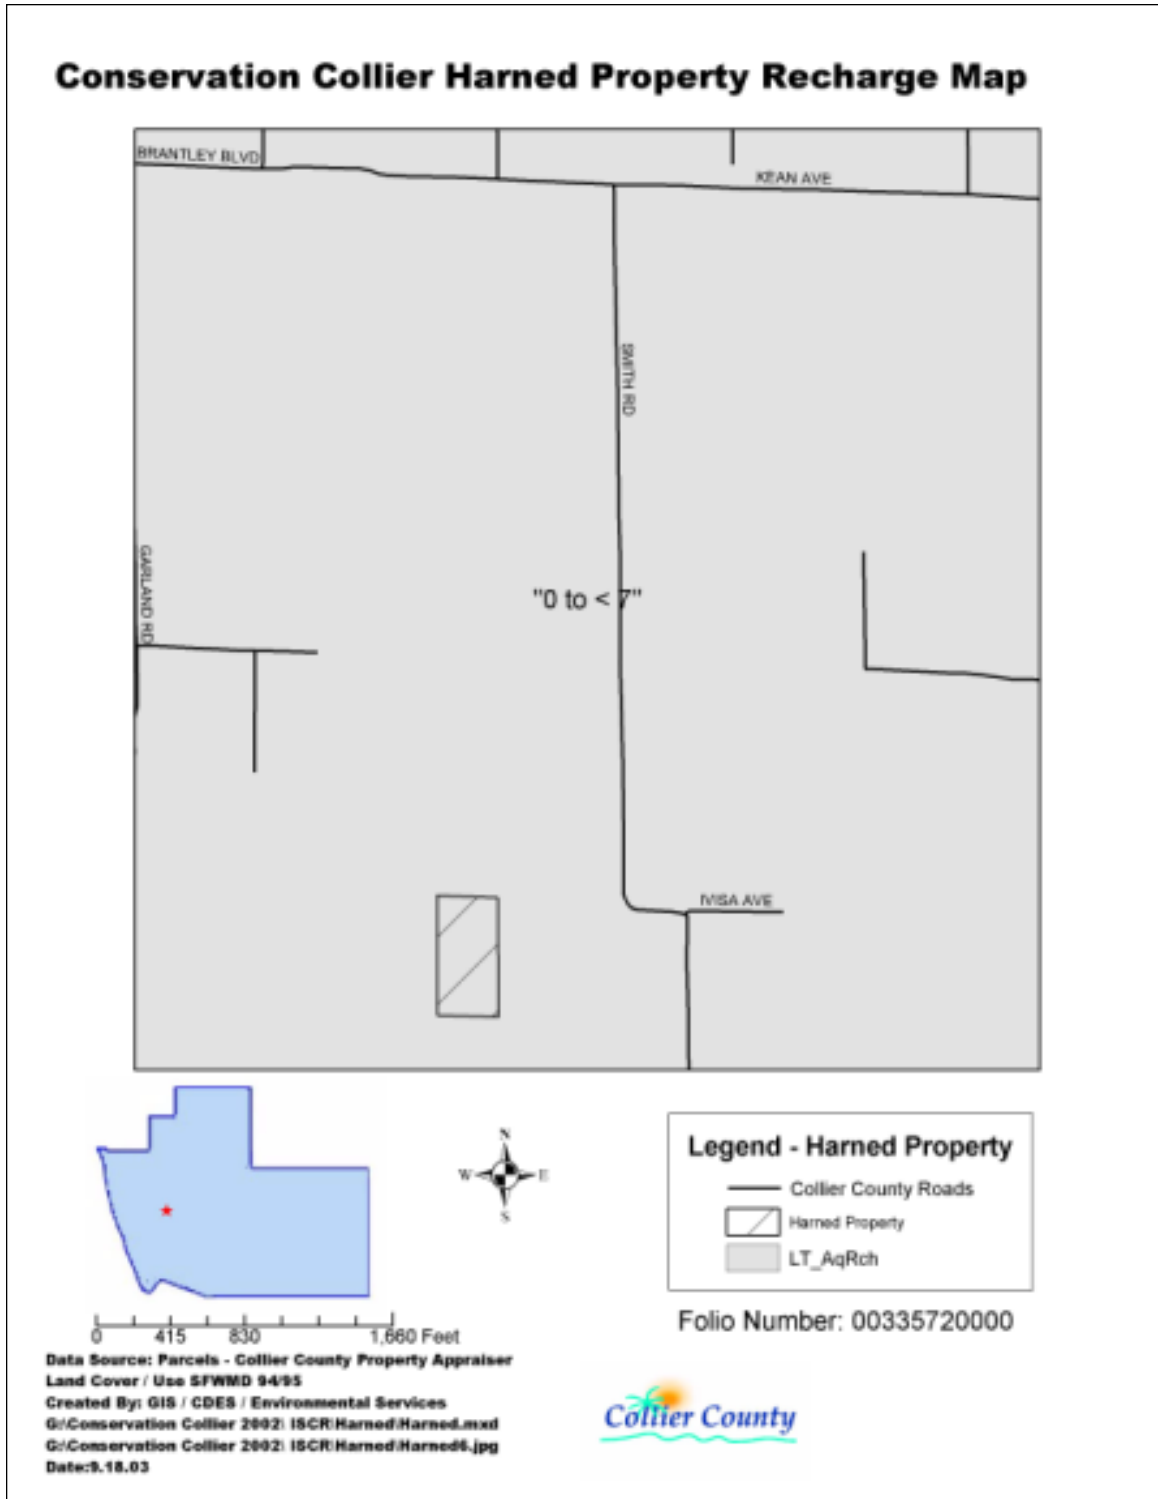 Conservation Collier Harned Property Recharge Map
BRANTLEY BLVD
KEAN AVE
SMITH RD
GARLAND RD
"0 to < 7"
IVISA AVE
N
W E
S
Legend - Harned Property
Collier County Roads
Harned Property
LT_AqRch
0 415 830 1,660 Feet
Folio Number: 00335720000
Data Source: Parcels - Collier County Property Appraiser
Land Cover / Use SFWMD 94/95
Created By: GIS / CDES / Environmental Services
G:\Conservation Collier 2002\ ISCR\Harned\Harned.mxd
G:\Conservation Collier 2002\ ISCR\Harned\Harned6.jpg
Date:9.18.03
Collier County